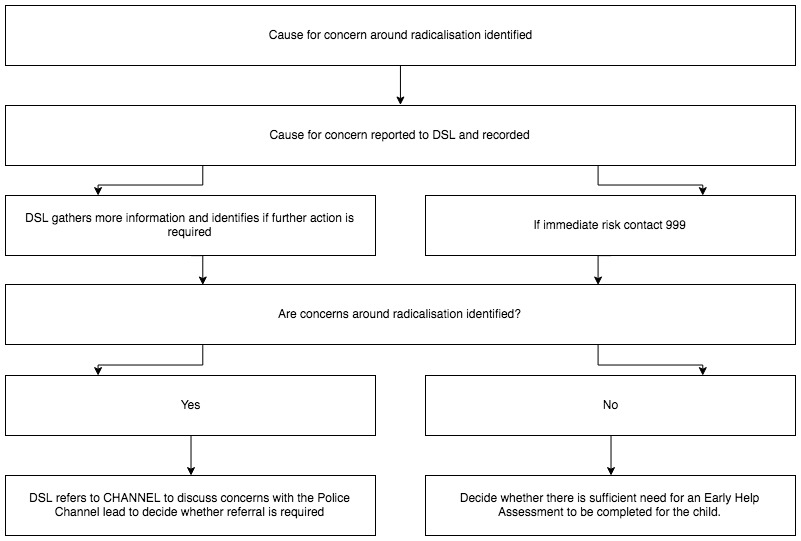 Cause for concern around radicalisation identified
Cause for concern reported to DSL and recorded
DSL gathers more information and identifies if further action is
required
If immediate risk contact 999
Are concerns around radicalisation identified?
Yes
No
DSL refers to CHANNEL to discuss concerns with the Police
Channel lead to decide whether referral is required
Decide whether there is sufficient need for an Early Help
Assessment to be completed for the child.